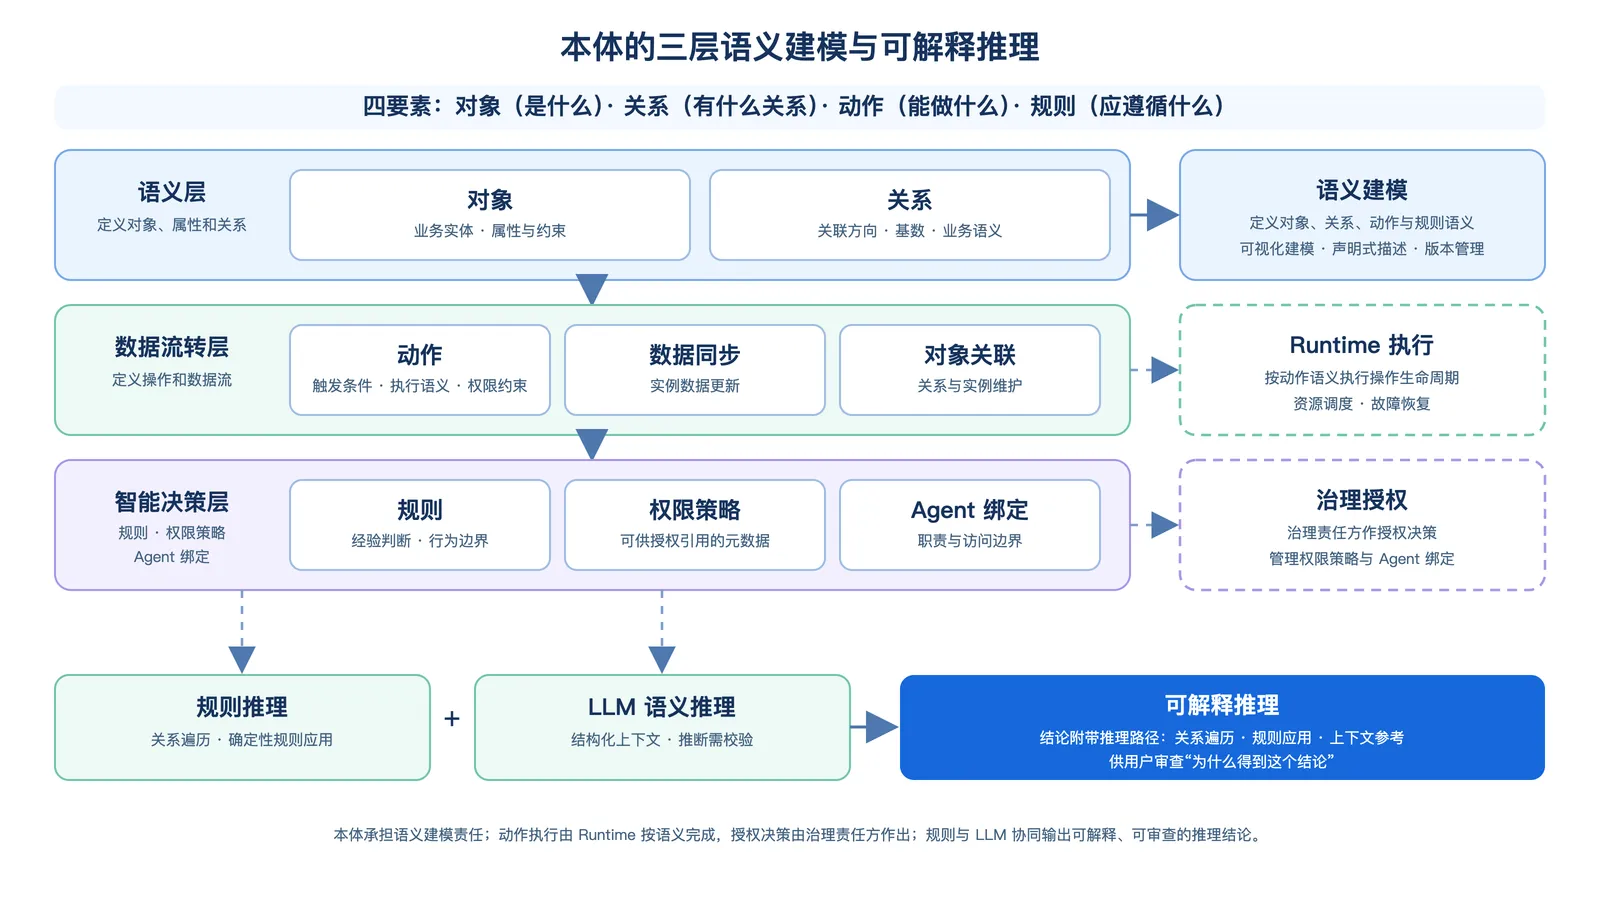 本体的三层语义建模与可解释推理
四要素：对象（是什么）· 关系（有什么关系）· 动作（能做什么）· 规则（应遵循什么）
语义层
定义对象、属性和关系
对象
业务实体 · 属性与约束
关系
关联方向 · 基数 · 业务语义
语义建模
定义对象、关系、动作与规则语义
可视化建模 · 声明式描述 · 版本管理
数据流转层
定义操作和数据流
动作
触发条件 · 执行语义 · 权限约束
数据同步
实例数据更新
对象关联
关系与实例维护
Runtime 执行
按动作语义执行操作生命周期
资源调度 · 故障恢复
智能决策层
规则 · 权限策略
Agent 绑定
规则
经验判断 · 行为边界
权限策略
可供授权引用的元数据
Agent 绑定
职责与访问边界
治理授权
治理责任方作授权决策
管理权限策略与 Agent 绑定
规则推理
关系遍历 · 确定性规则应用
+
LLM 语义推理
结构化上下文 · 推断需校验
可解释推理
结论附带推理路径：关系遍历 · 规则应用 · 上下文参考
供用户审查“为什么得到这个结论”
本体承担语义建模责任；动作执行由 Runtime 按语义完成，授权决策由治理责任方作出；规则与 LLM 协同输出可解释、可审查的推理结论。